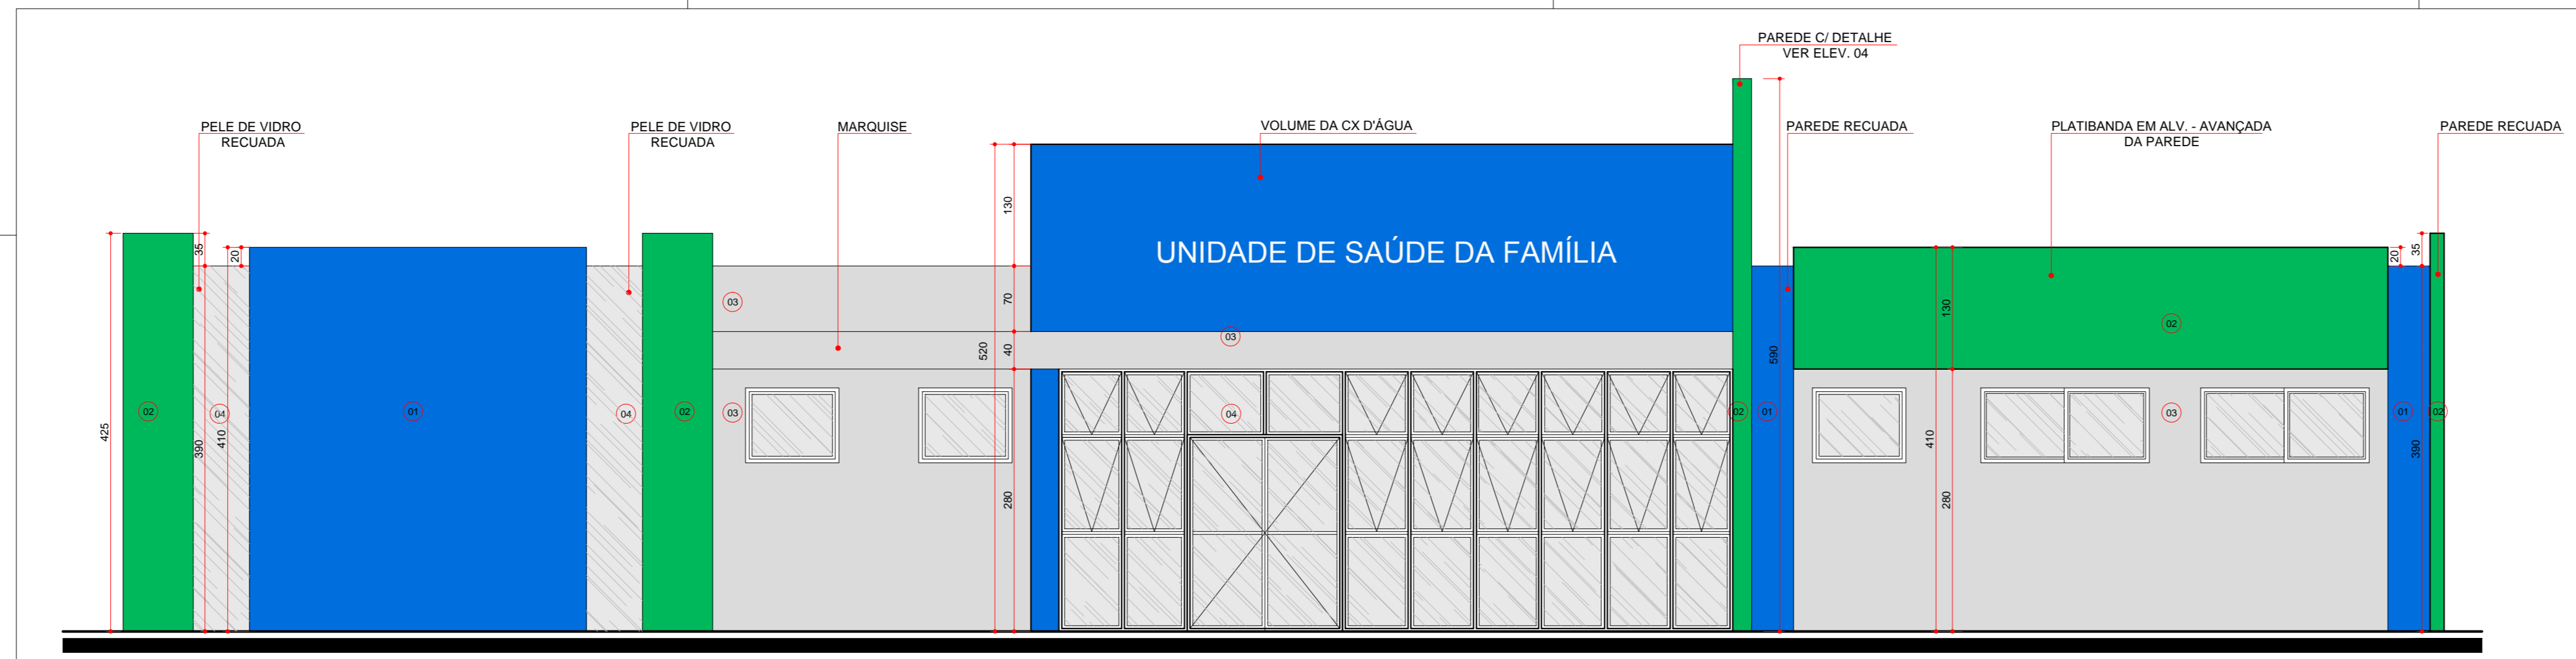 PAREDE C/ DETALHE
VER ELEV. 04
PELE DE VIDRO
RECUADA
PELE DE VIDRO
RECUADA
MARQUISE
VOLUME DA CX D'ÁGUA
PAREDE RECUADA
PLATIBANDA EM ALV. - AVANÇADA
DA PAREDE
PAREDE RECUADA
UNIDADE DE SAÚDE DA FAMÍLIA
425
35
390
20
410
520
130
70
40
280
590
410
130
280
20
35
390
02
04
01
04
02
03
03
03
04
02
01
02
03
01
02